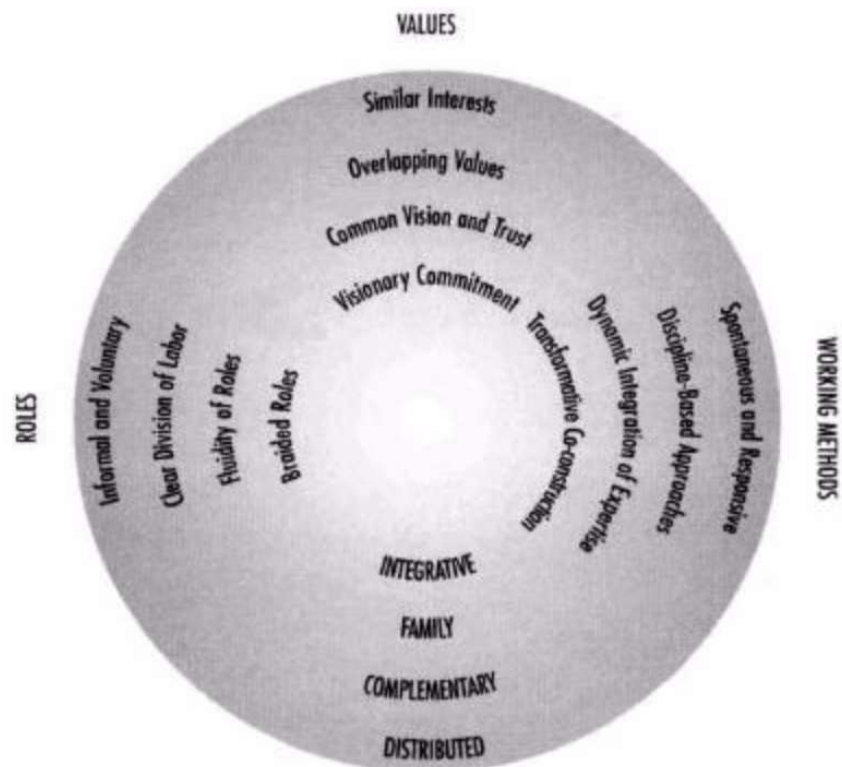 VALUES
Similar Interests
Overlapping Values
Common Vision and Trust
Visionary Commitment
ROLES
Informal and Voluntary
Clear Division of Labor
Fluidity of Roles
Braided Roles
Transformative Co-construction
Dynamic Integration of Expertise
Discipline-Based Approaches
Spontaneous and Responsive
WORKING METHODS
INTEGRATIVE
FAMILY
COMPLEMENTARY
DISTRIBUTED